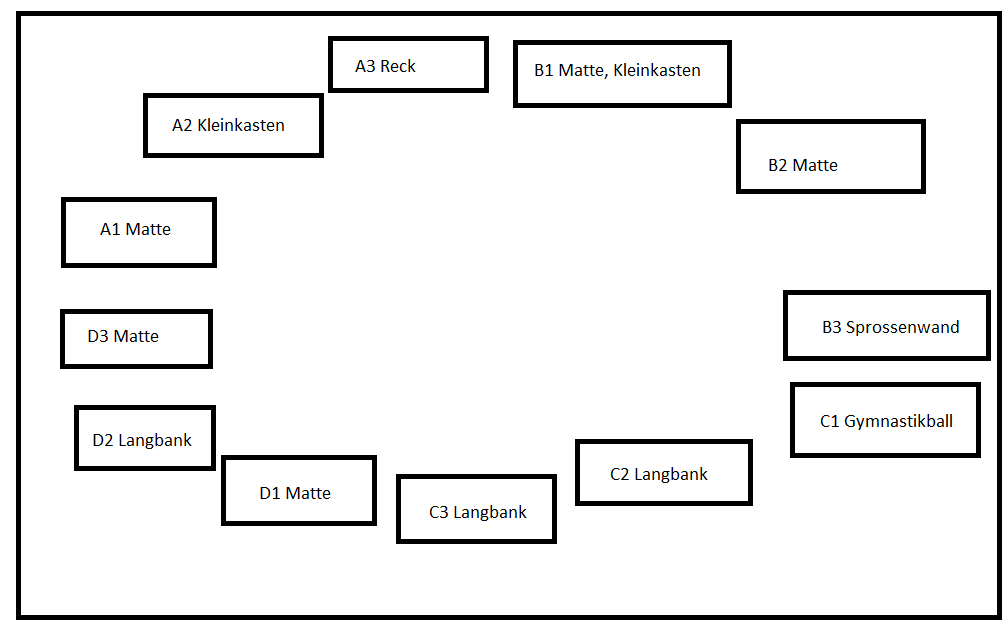 A3 Reck
B1 Matte, Kleinkasten
A2 Kleinkasten
B2 Matte
A1 Matte
B3 Sprossenwand
D3 Matte
C1 Gymnastikball
D2 Langbank
C2 Langbank
D1 Matte
C3 Langbank